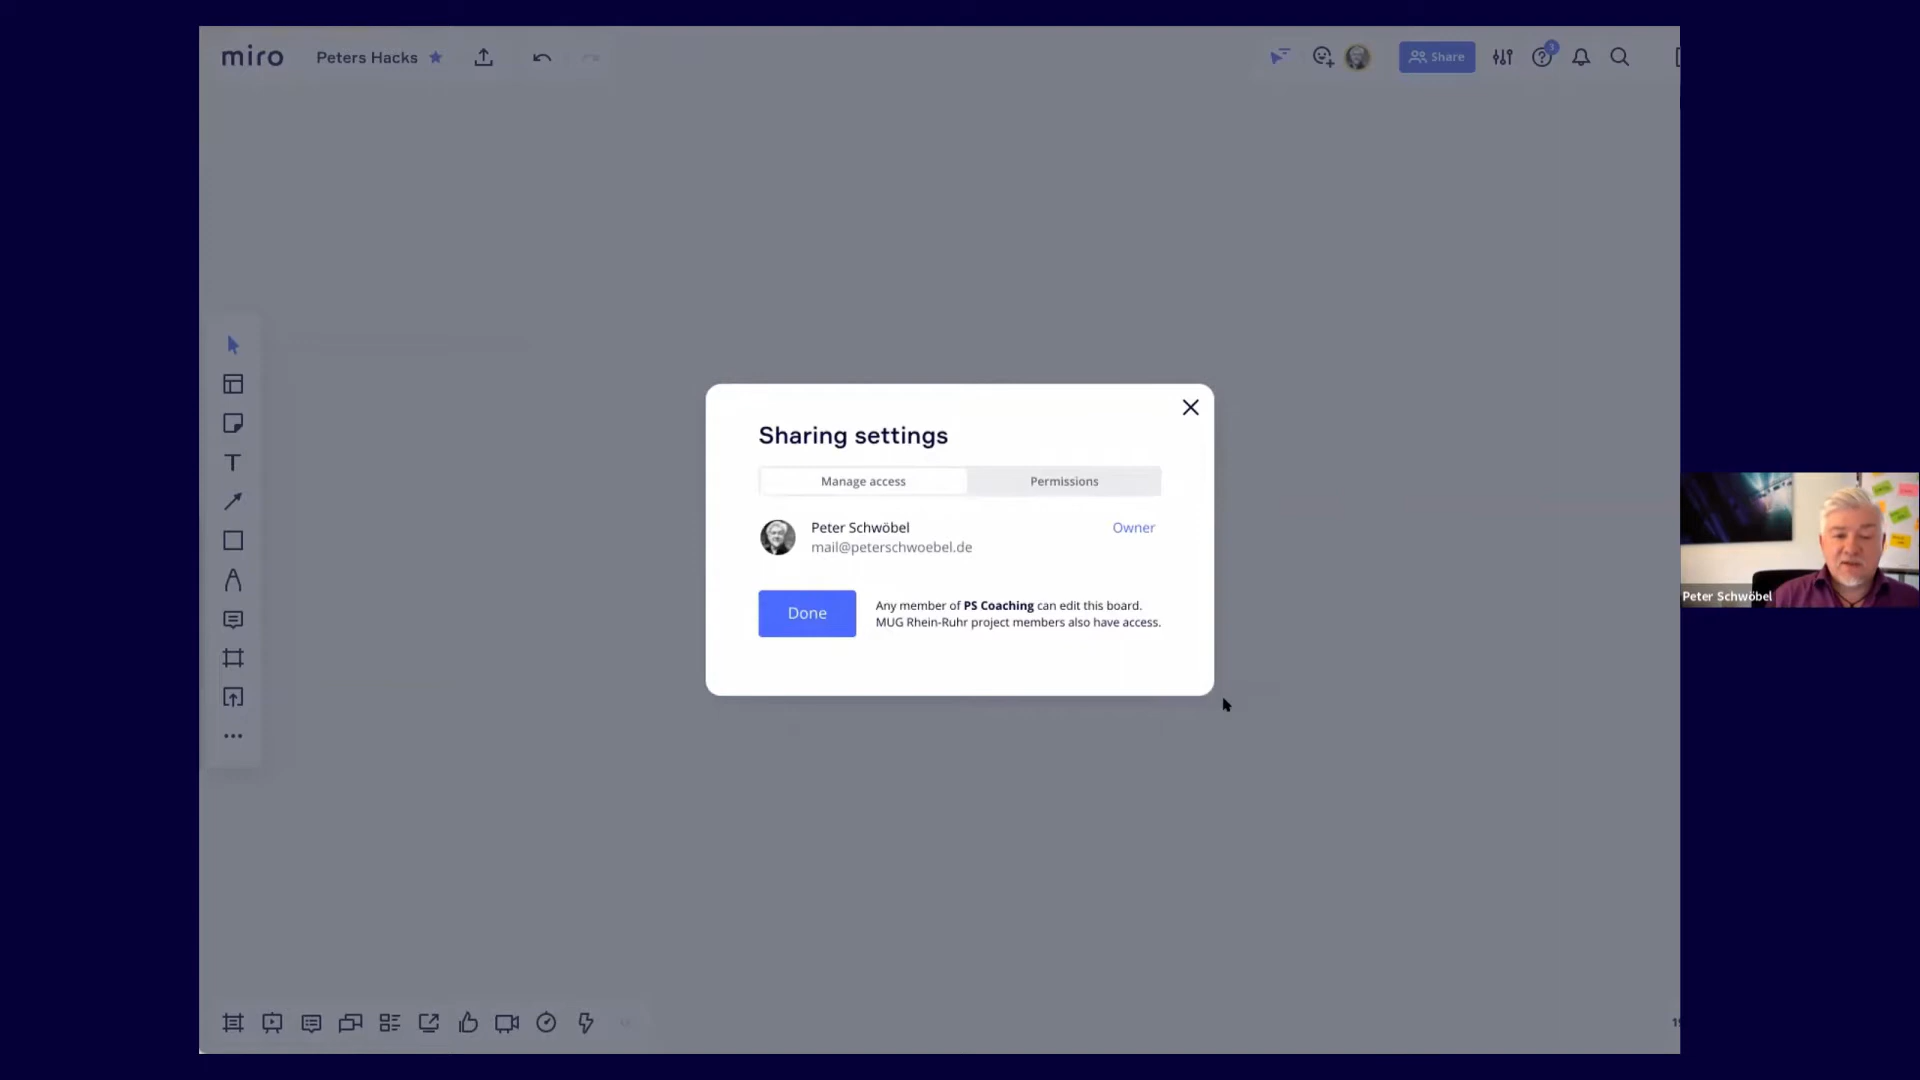 miro
Peters Hacks
Share
3
Sharing settings
Manage access
Permissions
Peter Schwöbel
Owner
mail@peterschwoebel.de
Done
Any member of PS Coaching can edit this board.
MUG Rhein-Ruhr project members also have access.
Peter Schwöbel